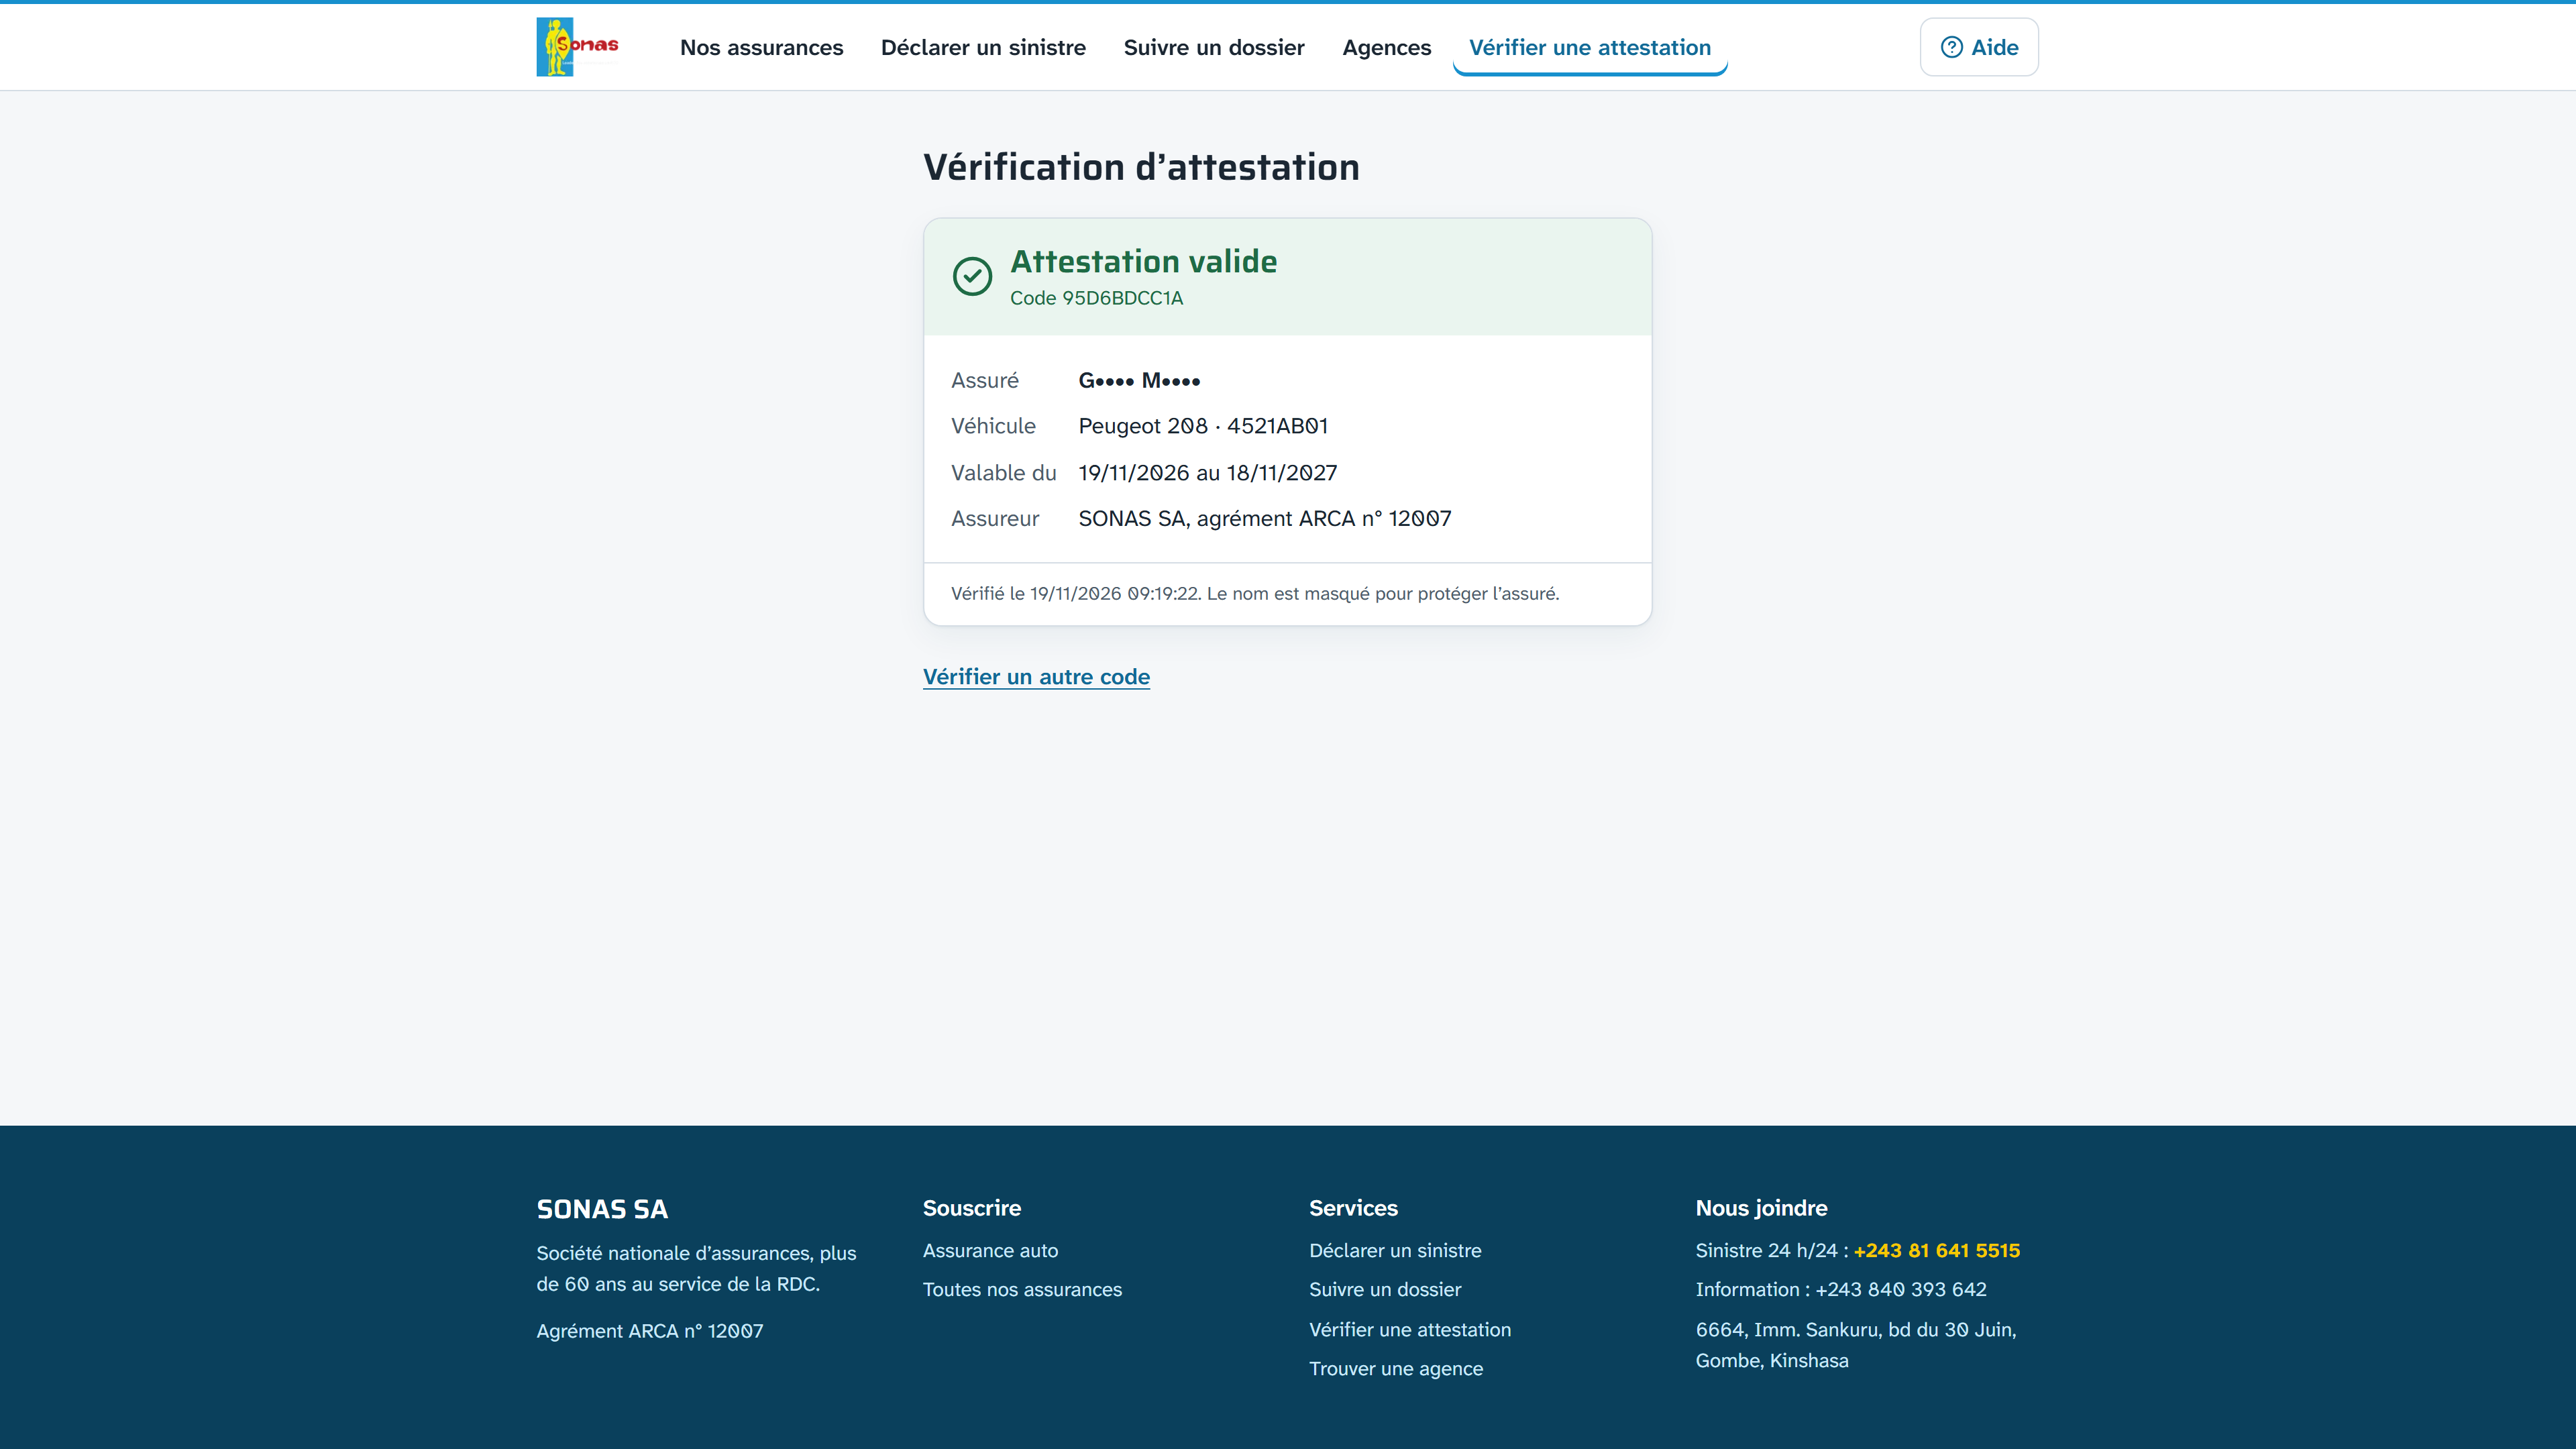 Sonas
Nos assurances
Déclarer un sinistre
Suivre un dossier
Agences
Vérifier une attestation
Aide
Vérification d’attestation
Attestation valide
Code 95D6BDCC1A
Assuré G•••• M••••
Véhicule Peugeot 208 · 4521AB01
Valable du 19/11/2026 au 18/11/2027
Assureur SONAS SA, agrément ARCA n° 12007
Vérifié le 19/11/2026 09:19:22. Le nom est masqué pour protéger l’assuré.
Vérifier un autre code
SONAS SA
Société nationale d’assurances, plus
de 60 ans au service de la RDC.
Agrément ARCA n° 12007
Souscrire
Assurance auto
Toutes nos assurances
Services
Déclarer un sinistre
Suivre un dossier
Vérifier une attestation
Trouver une agence
Nous joindre
Sinistre 24 h/24 : +243 81 641 5515
Information : +243 840 393 642
6664, Imm. Sankuru, bd du 30 Juin,
Gombe, Kinshasa